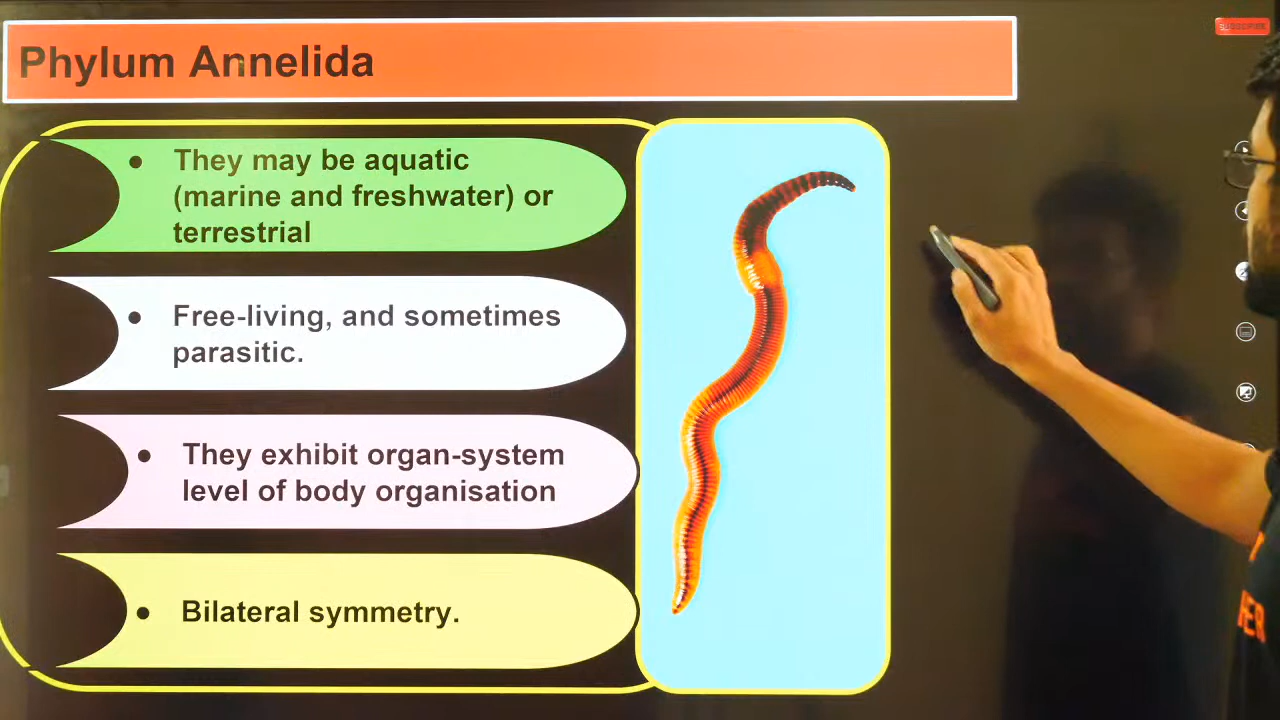 Phylum Annelida
SUBSCRIBE
• They may be aquatic
(marine and freshwater) or
terrestrial
• Free-living, and sometimes
parasitic.
• They exhibit organ-system
level of body organisation
• Bilateral symmetry.